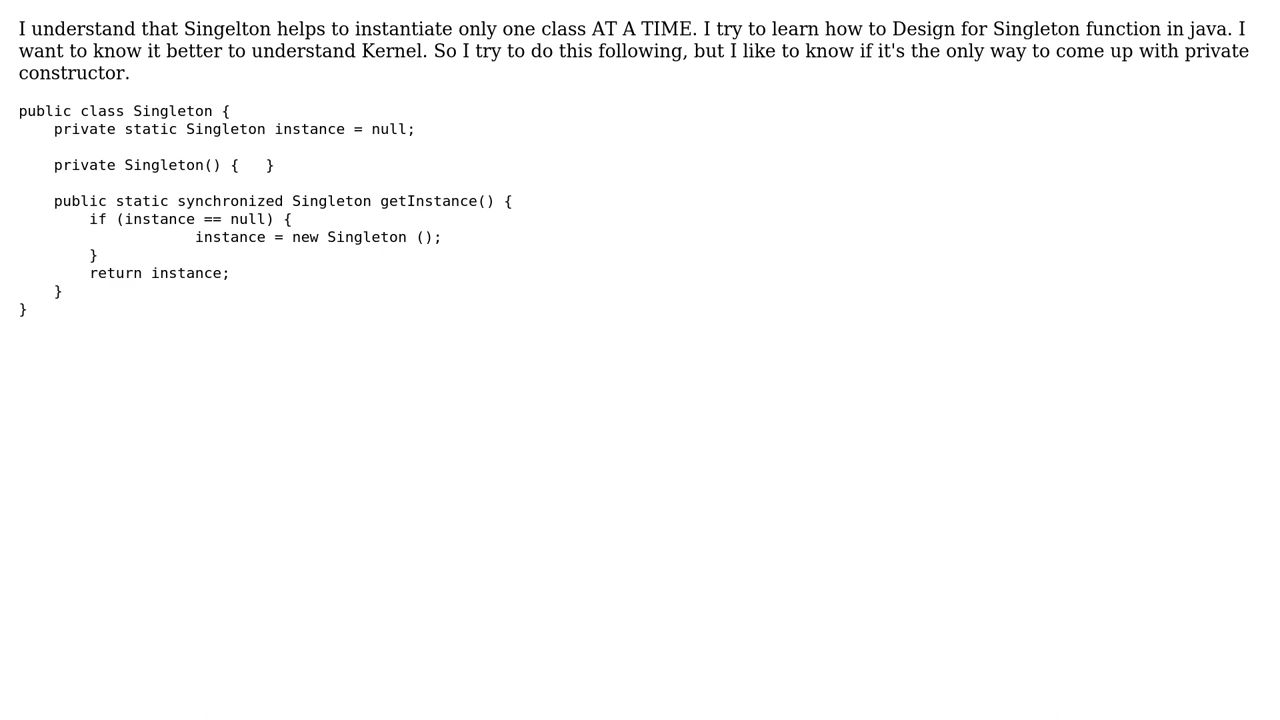 I understand that Singelton helps to instantiate only one class AT A TIME. I try to learn how to Design for Singleton function in java. I
want to know it better to understand Kernel. So I try to do this following, but I like to know if it's the only way to come up with private
constructor.
public class Singleton {
    private static Singleton instance = null;

    private Singleton() {   }

    public static synchronized Singleton getInstance() {
        if (instance == null) {
                    instance = new Singleton ();
        }
        return instance;
    }
}